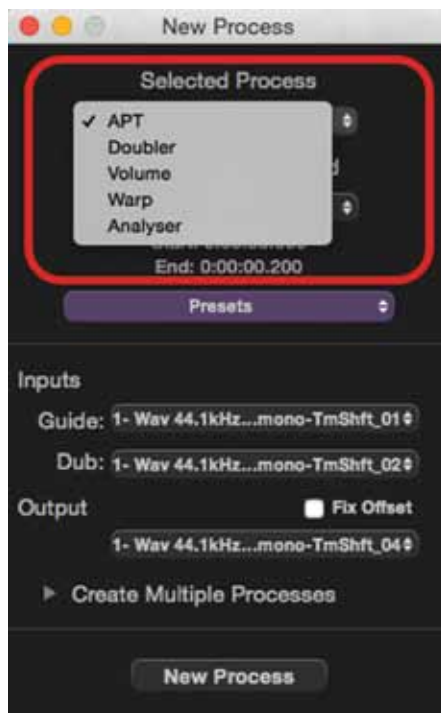 New Process
Selected Process
✓ APT
Doubler
Volume
Warp
Analyser
End: 0:00:00.200
Presets
Inputs
Guide: 1- Wav 44.1kHz...mono-TmShft_01
Dub: 1- Wav 44.1kHz...mono-TmShft_02
Output
Fix Offset
1- Wav 44.1kHz...mono-TmShft_04
Create Multiple Processes
New Process